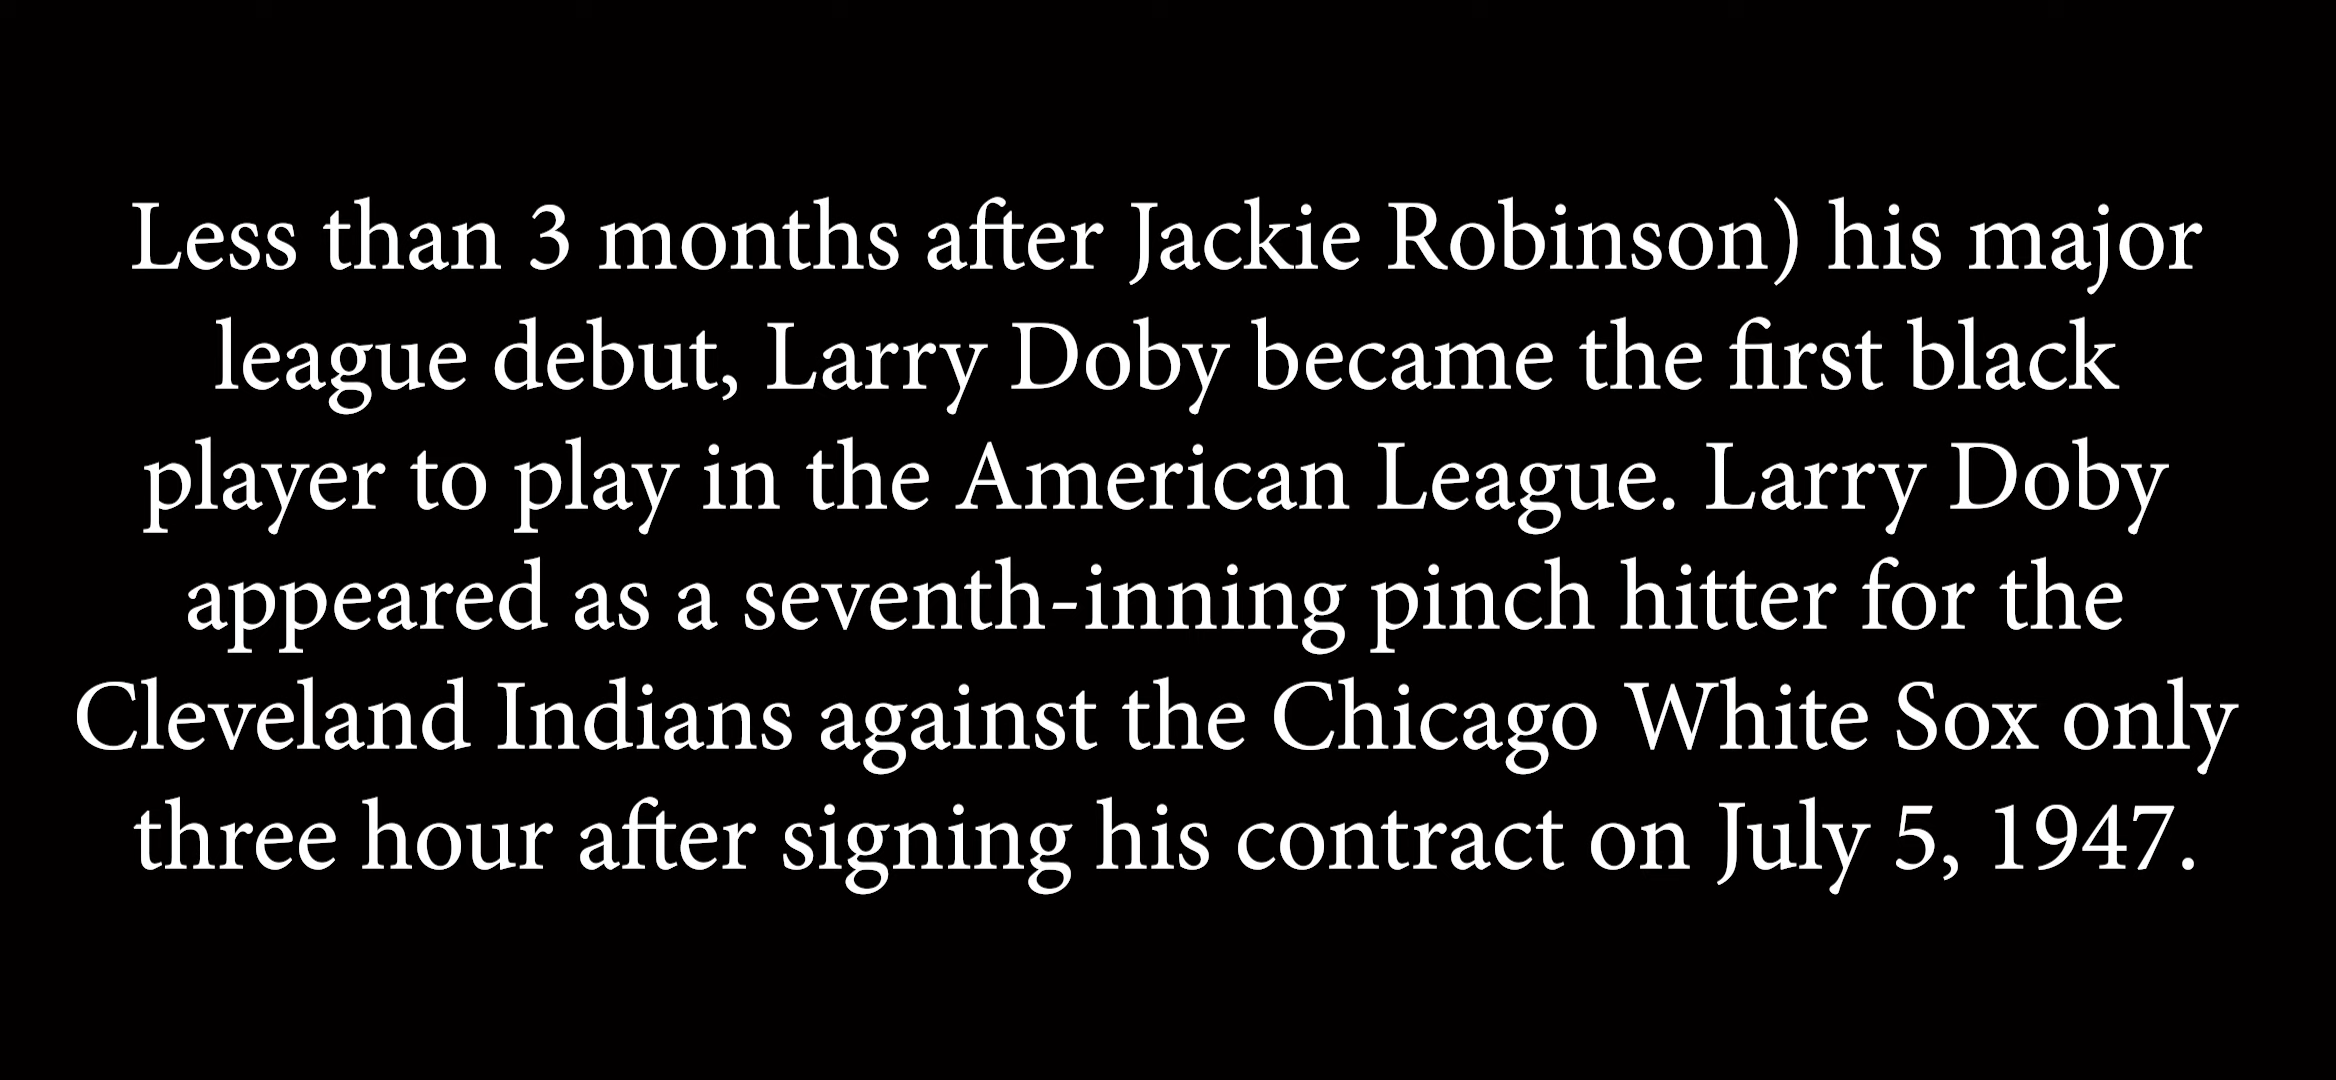 Less than 3 months after Jackie Robinson) his major
league debut, Larry Doby became the first black
player to play in the American League. Larry Doby
appeared as a seventh-inning pinch hitter for the
Cleveland Indians against the Chicago White Sox only
three hour after signing his contract on July 5, 1947.